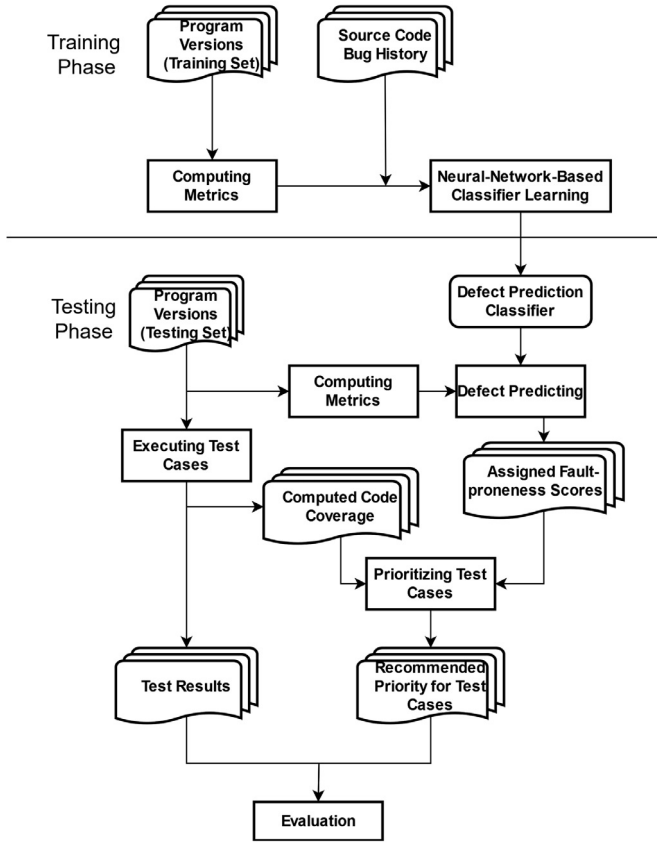 Training
Phase
Program
Versions
(Training Set)
Source Code
Bug History
Computing
Metrics
Neural-Network-Based
Classifier Learning
Testing
Phase
Program
Versions
(Testing Set)
Defect Prediction
Classifier
Computing
Metrics
Defect Predicting
Executing Test
Cases
Computed Code
Coverage
Assigned Fault-
proneness Scores
Prioritizing Test
Cases
Test Results
Recommended
Priority for Test
Cases
Evaluation